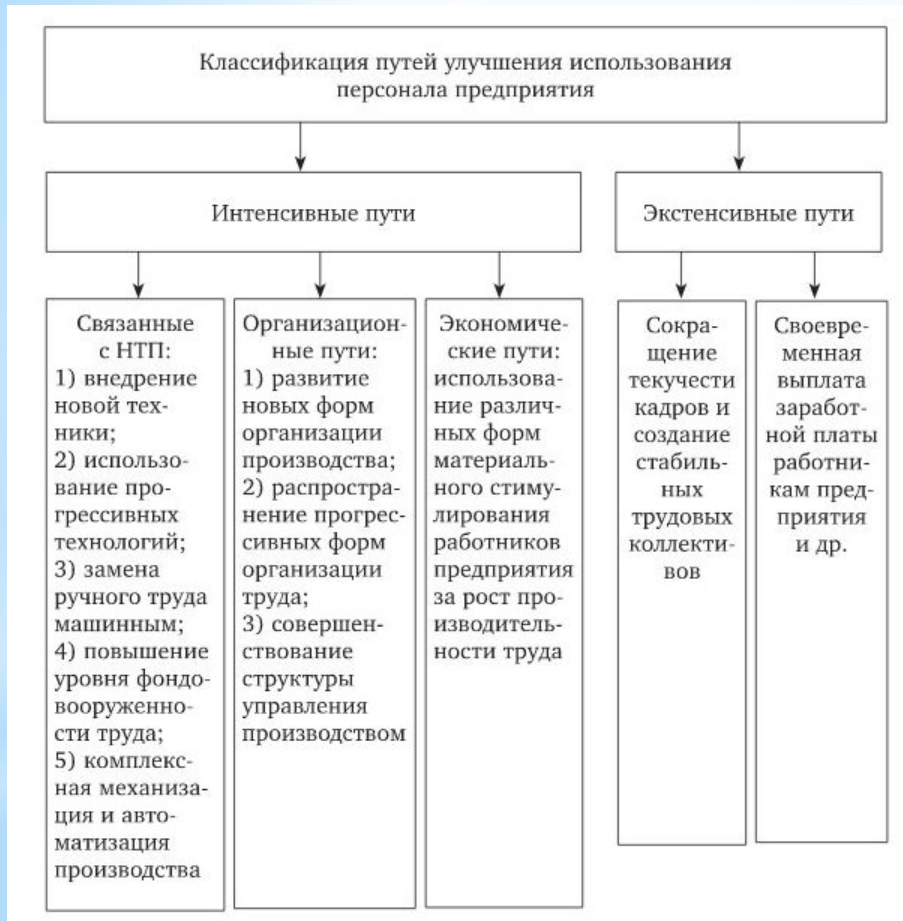 Классификация путей улучшения использования
персонала предприятия
Интенсивные пути
Экстенсивные пути
Связанные
с НТП:
1) внедрение
новой тех-
ники;
2) использо-
вание про-
грессивных
технологий;
3) замена
ручного труда
машинным;
4) повышение
уровня фондо-
вооруженно-
сти труда;
5) комплекс-
ная механиза-
ция и авто-
матизация
производства
Организацион-
ные пути:
1) развитие
новых форм
организации
производства;
2) распростра-
нение прогрес-
сивных форм
организации
труда;
3) совершен-
ствование
структуры
управления
производством
Экономиче-
ские пути:
использова-
ние различ-
ных форм
материаль-
ного стиму-
лирования
работников
предприятия
за рост про-
изводитель-
ности труда
Сокра-
щение
текучести
кадров и
создание
стабиль-
ных
трудовых
коллекти-
вов
Своевре-
менная
выплата
заработ-
ной платы
работни-
кам пред-
приятия
и др.